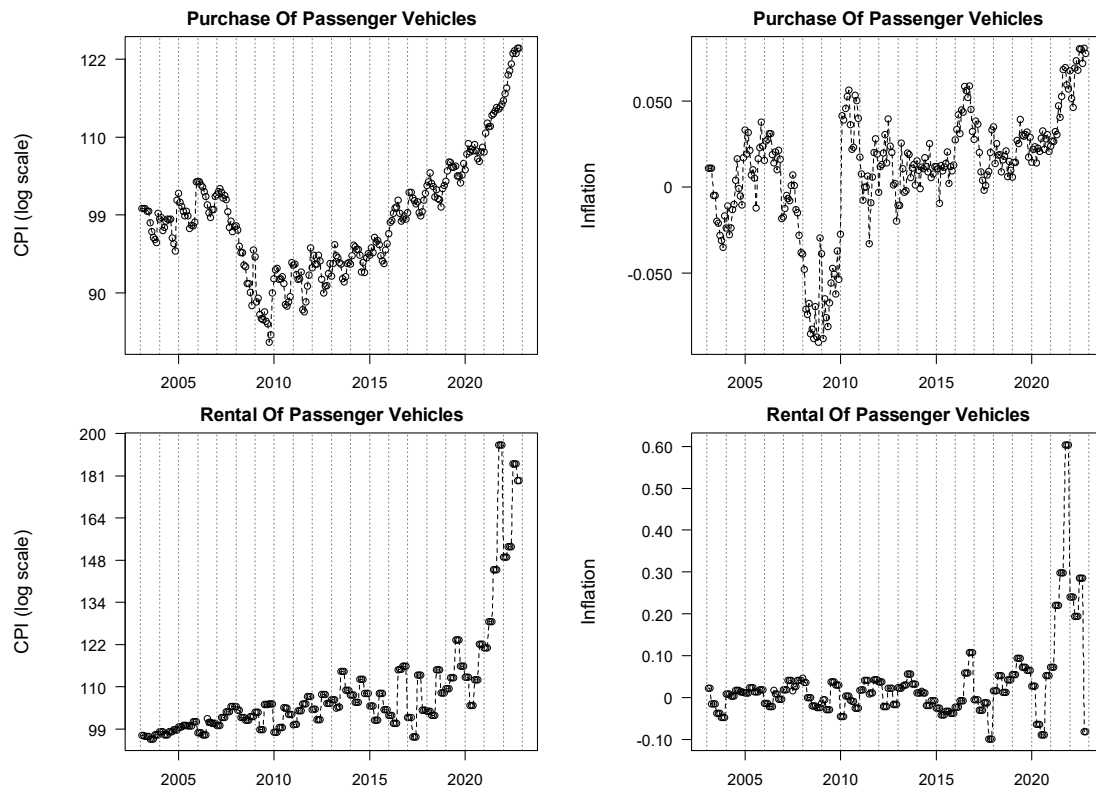 Purchase Of Passenger Vehicles
CPI (log scale)
122
110
99
90
2005 2010 2015 2020
Purchase Of Passenger Vehicles
Inflation
0.050
0
-0.050
2005 2010 2015 2020
Rental Of Passenger Vehicles
CPI (log scale)
200
181
164
148
134
122
110
99
2005 2010 2015 2020
Rental Of Passenger Vehicles
Inflation
0.60
0.50
0.40
0.30
0.20
0.10
0
-0.10
2005 2010 2015 2020